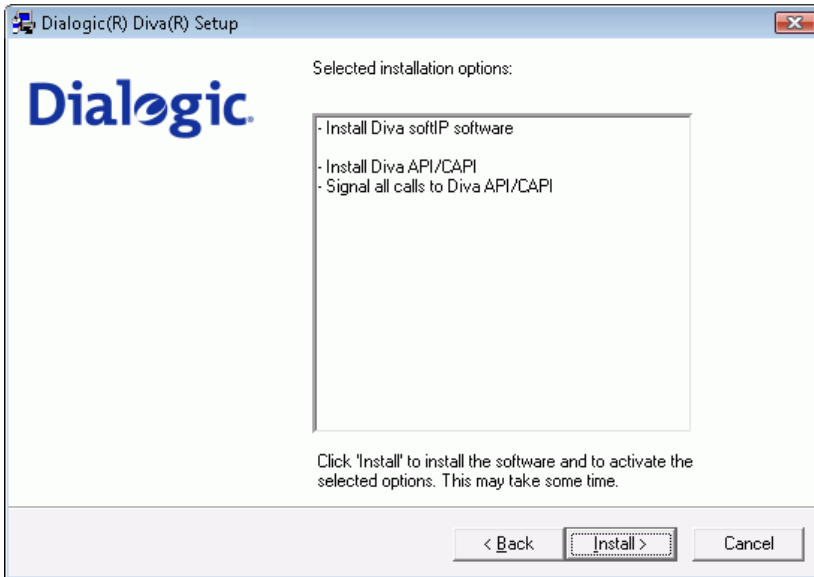 Dialogic(R) Diva(R) Setup
Dialogic.
Selected installation options:
- Install Diva softIP software
- Install Diva API/CAPI
- Signal all calls to Diva API/CAPI
Click 'Install' to install the software and to activate the
selected options. This may take some time.
< Back
Install >
Cancel